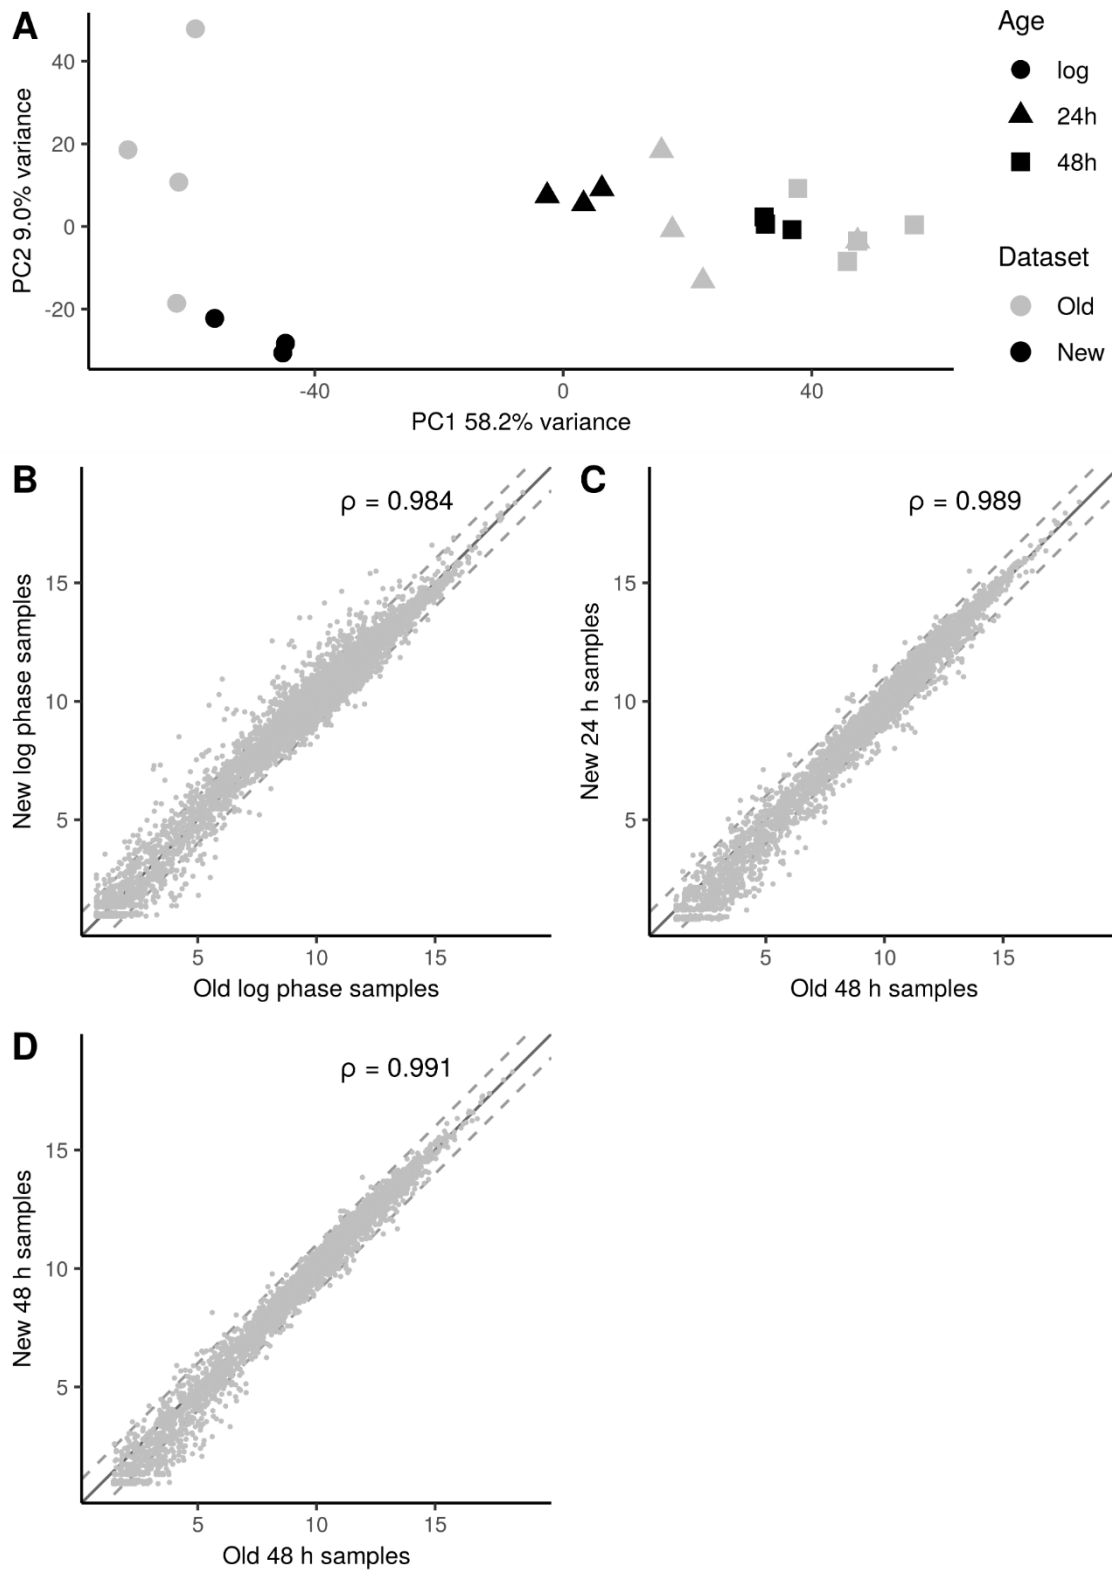 A
40
20
0
-20
PC2 9.0% variance
-40
0
40
PC1 58.2% variance
Age
log
24h
48h
Dataset
Old
New
B
ρ = 0.984
15
10
5
New log phase samples
5
10
15
Old log phase samples
C
ρ = 0.989
15
10
5
New 24 h samples
5
10
15
Old 48 h samples
D
ρ = 0.991
15
10
5
New 48 h samples
5
10
15
Old 48 h samples